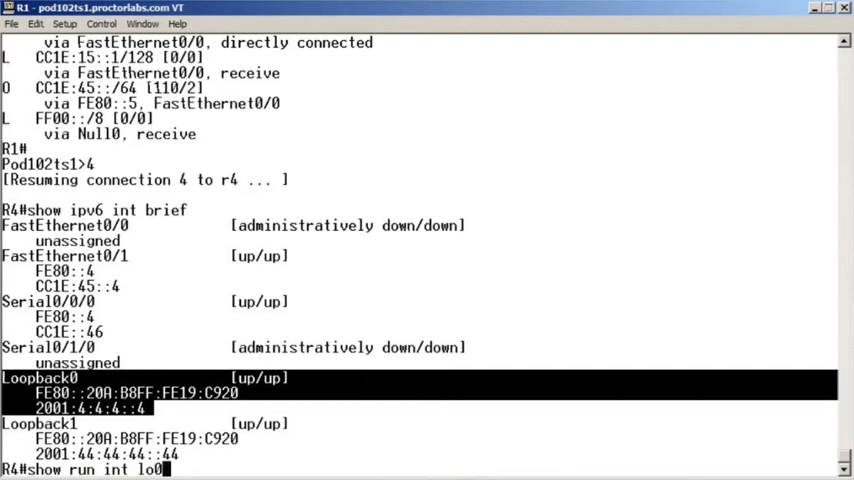 R1 - pod102ts1.proctorlabs.com VT
File Edit Setup Control Window Help
via FastEthernet0/0, directly connected
L CC1E:15::1/128 [0/0]
via FastEthernet0/0, receive
O CC1E:45::/64 [110/2]
via FE80::5, FastEthernet0/0
L FF00::/8 [0/0]
via Null0, receive
R1#
Pod102ts1>4
[Resuming connection 4 to r4 ... ]
R4#show ipv6 int brief
FastEthernet0/0 [administratively down/down]
unassigned
FastEthernet0/1 [up/up]
FE80::4
CC1E:45::4
Serial0/0/0 [up/up]
FE80::4
CC1E::46
Serial0/1/0 [administratively down/down]
unassigned
Loopback0 [up/up]
FE80::20A:B8FF:FE19:C920
2001:4:4:4::4
Loopback1 [up/up]
FE80::20A:B8FF:FE19:C920
2001:44:44:44::44
R4#show run int lo0